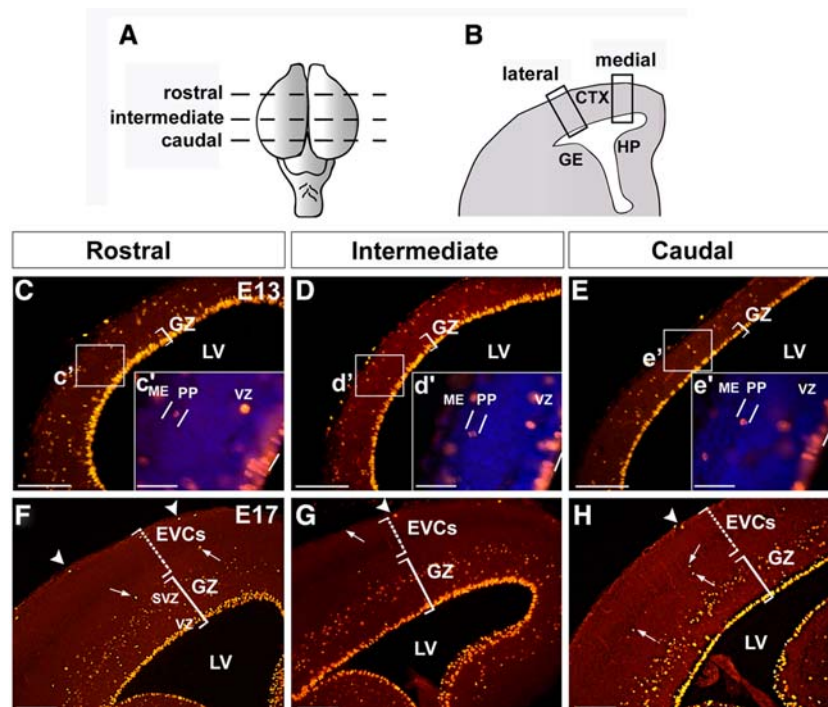 A
rostral
intermediate
caudal
B
lateral
medial
CTX
GE
HP
Rostral
Intermediate
Caudal
C
E13
GZ
LV
c'
c'
ME
PP
VZ
D
GZ
LV
d'
d'
ME
PP
VZ
E
GZ
LV
e'
e'
ME
PP
VZ
F
E17
EVCs
GZ
SVZ
VZ
LV
G
EVCs
GZ
LV
H
EVCs
GZ
LV